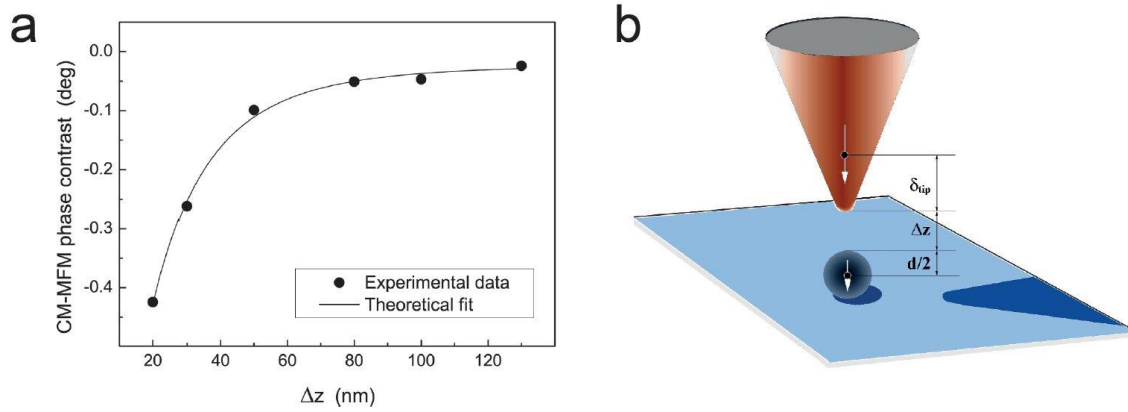 a
0.0
-0.1
-0.2
-0.3
-0.4
CM-MFM phase contrast (deg)
Experimental data
Theoretical fit
20 40 60 80 100 120
Δz (nm)
b
δtip
Δz
d/2